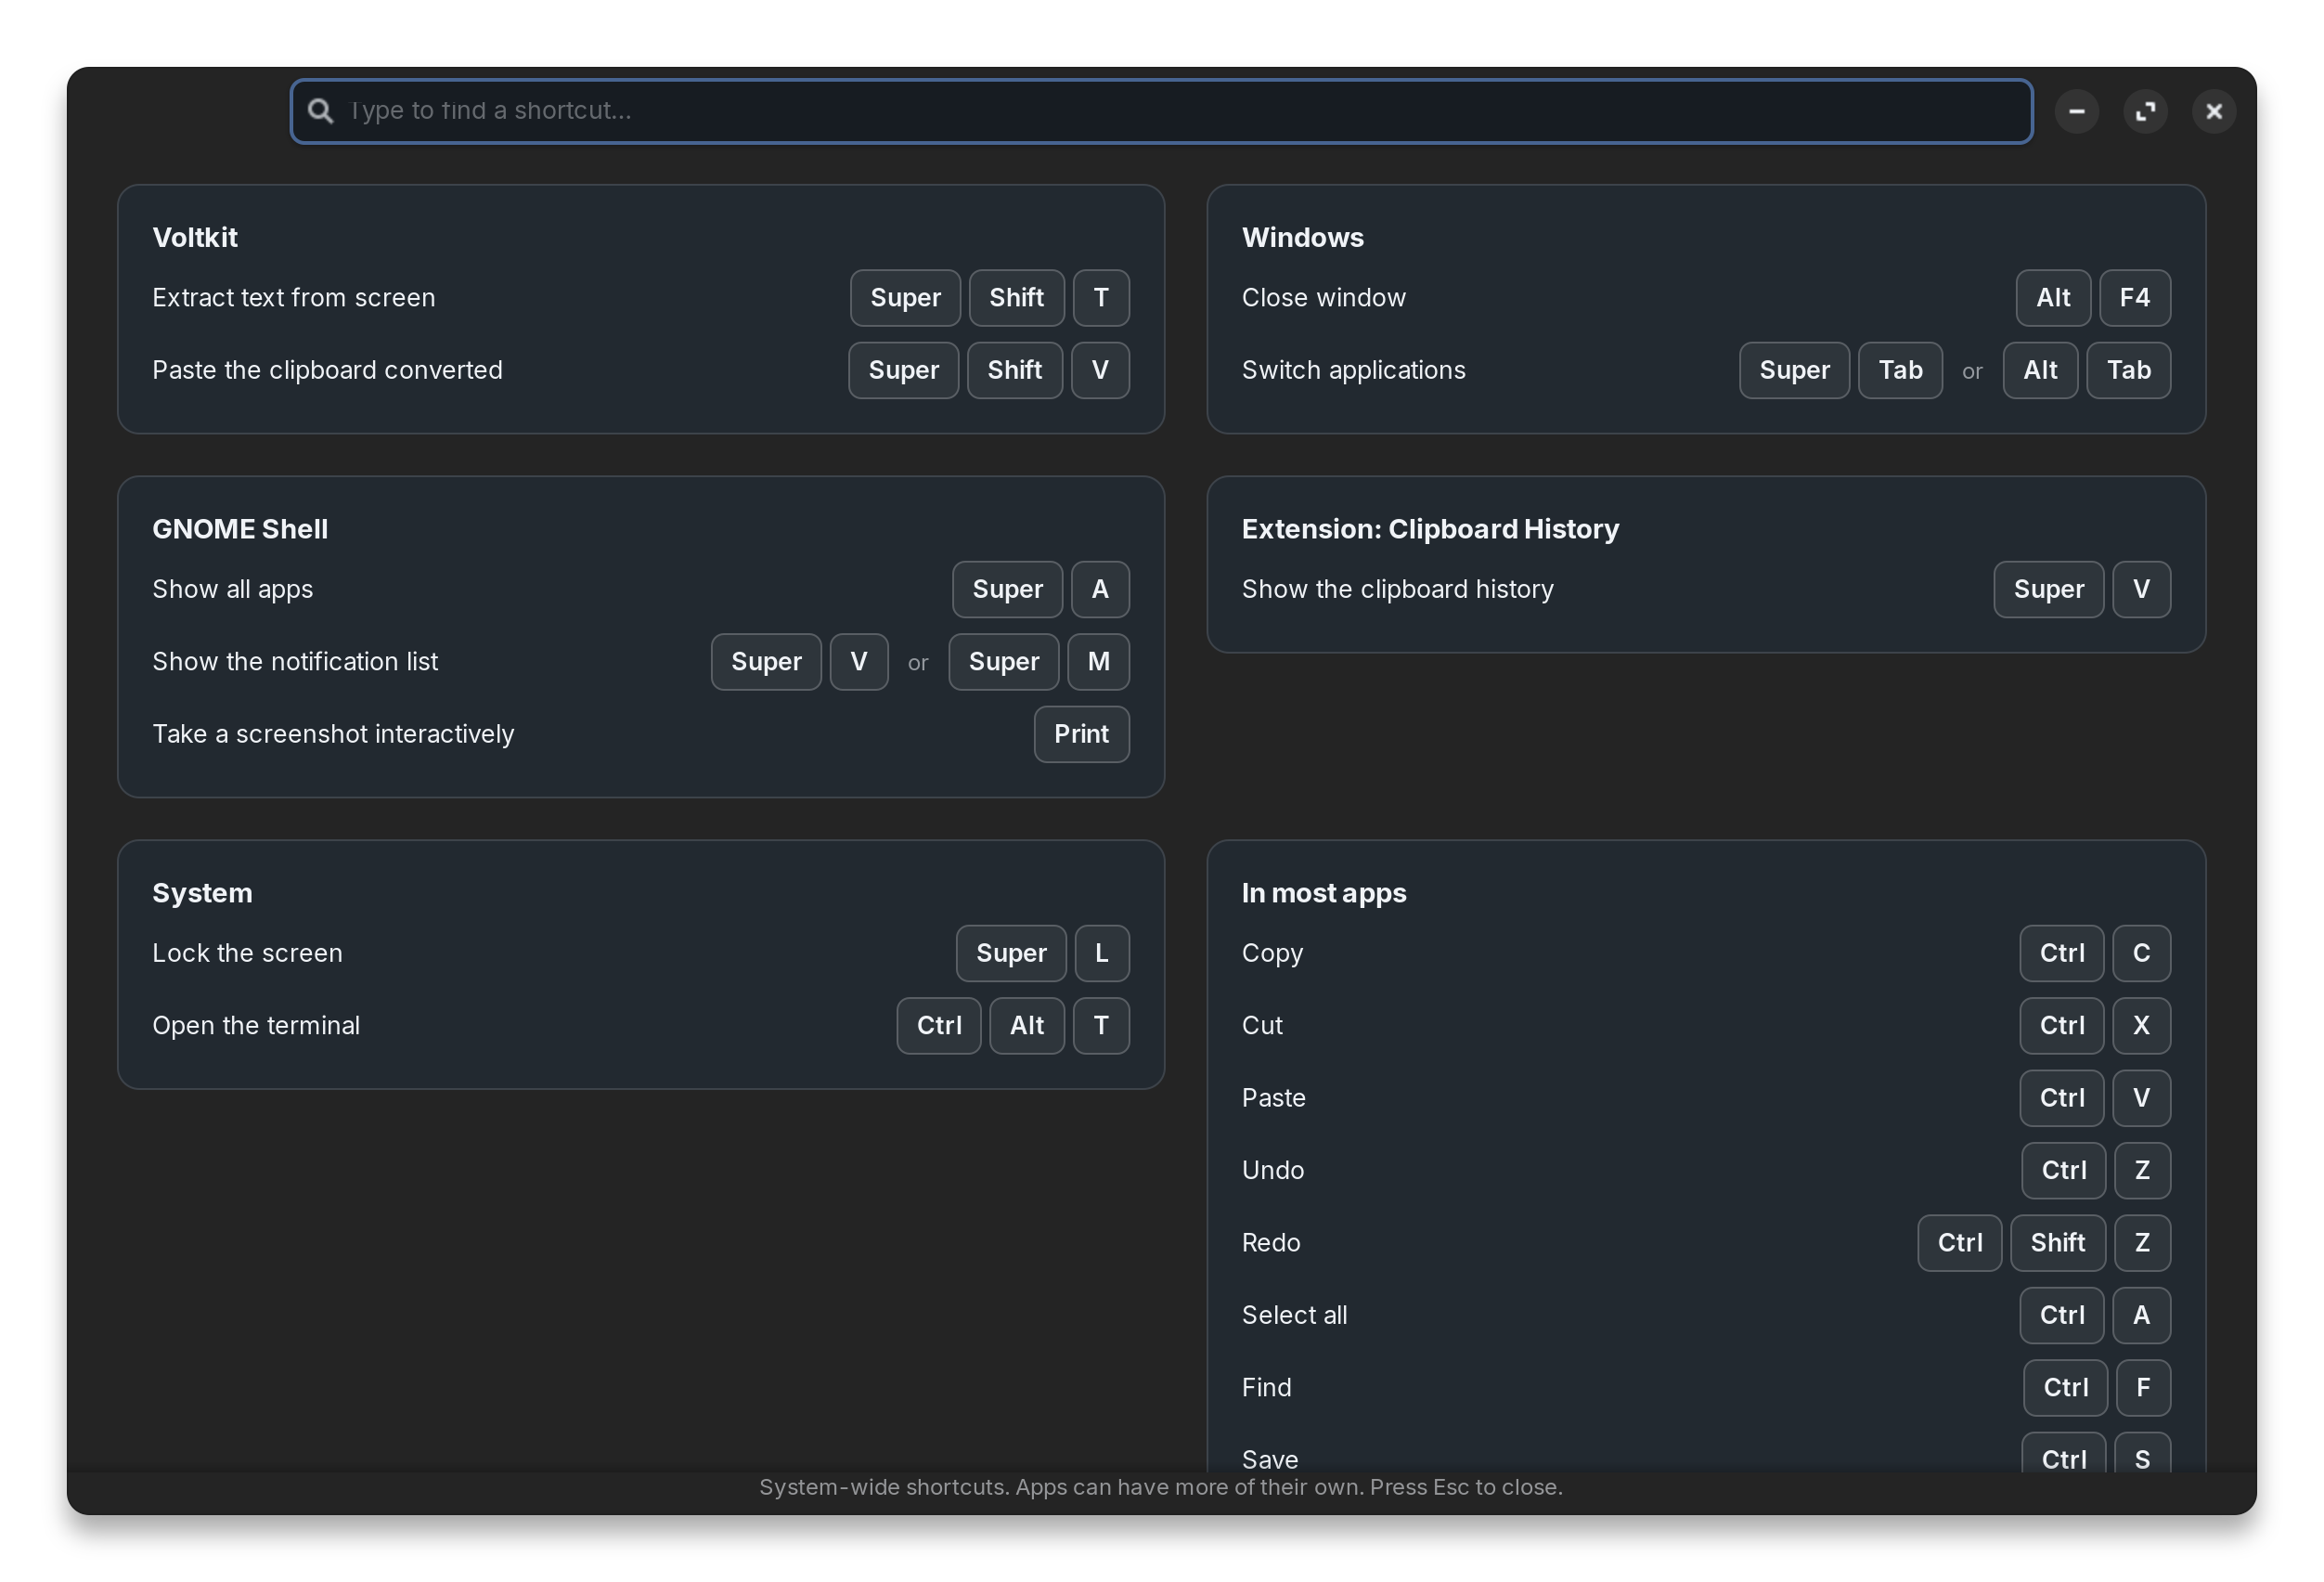 Type to find a shortcut...
Voltkit
Extract text from screen Super Shift T
Paste the clipboard converted Super Shift V
Windows
Close window Alt F4
Switch applications Super Tab or Alt Tab
GNOME Shell
Show all apps Super A
Show the notification list Super V or Super M
Take a screenshot interactively Print
Extension: Clipboard History
Show the clipboard history Super V
System
Lock the screen Super L
Open the terminal Ctrl Alt T
In most apps
Copy Ctrl C
Cut Ctrl X
Paste Ctrl V
Undo Ctrl Z
Redo Ctrl Shift Z
Select all Ctrl A
Find Ctrl F
Save Ctrl S
System-wide shortcuts. Apps can have more of their own. Press Esc to close.